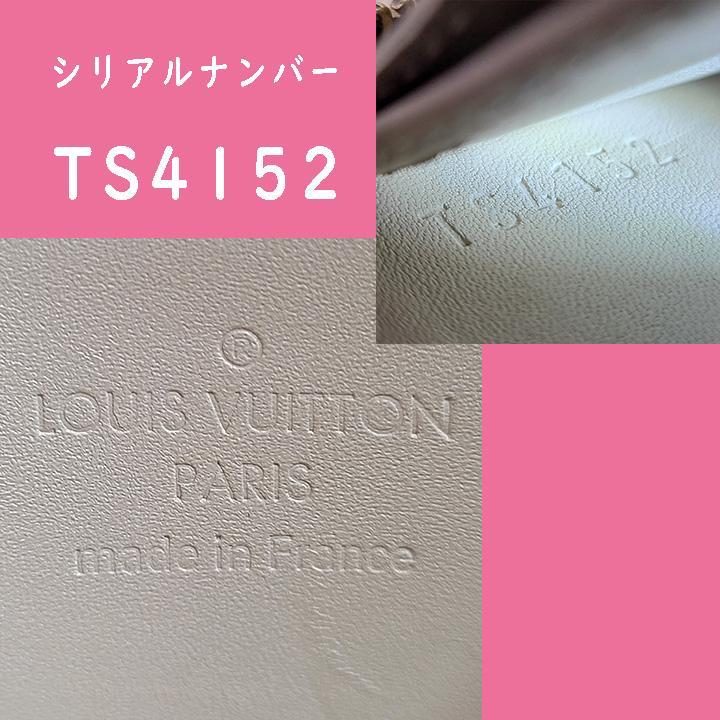 シリアルナンバー
TS4152
TS4152
®
LOUIS VUITTON
PARIS
made in France